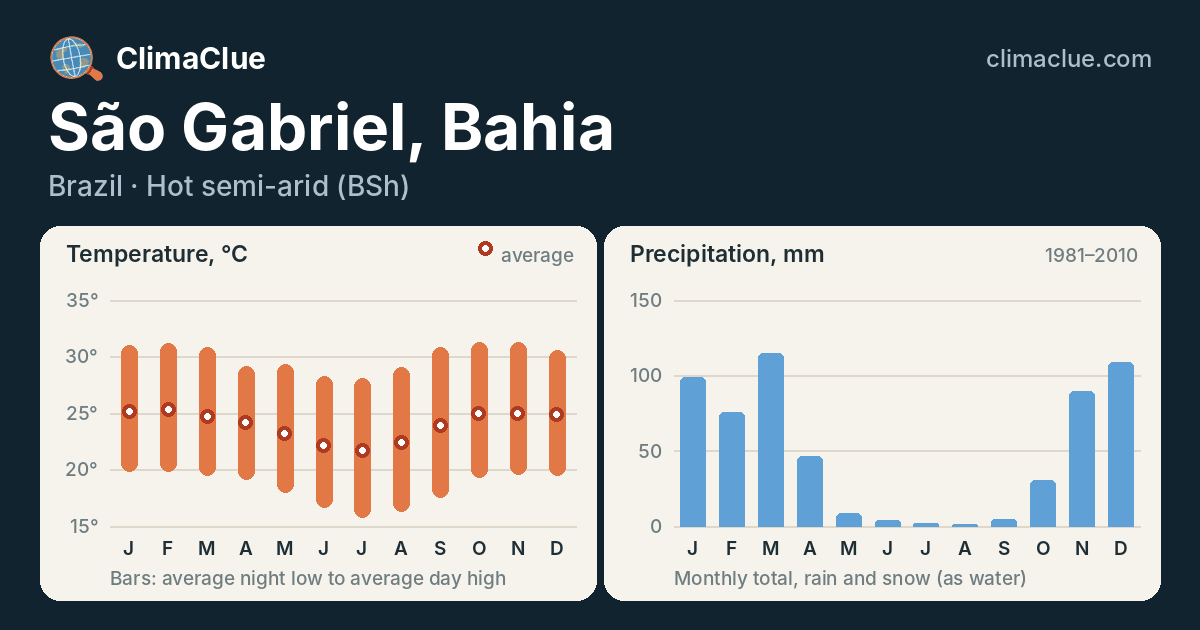 ClimaClue
climaclue.com
São Gabriel, Bahia
Brazil · Hot semi-arid (BSh)
Temperature, °C
average
35°
30°
25°
20°
15°
J F M A M J J A S O N D
Bars: average night low to average day high
Precipitation, mm
1981–2010
150
100
50
0
J F M A M J J A S O N D
Monthly total, rain and snow (as water)